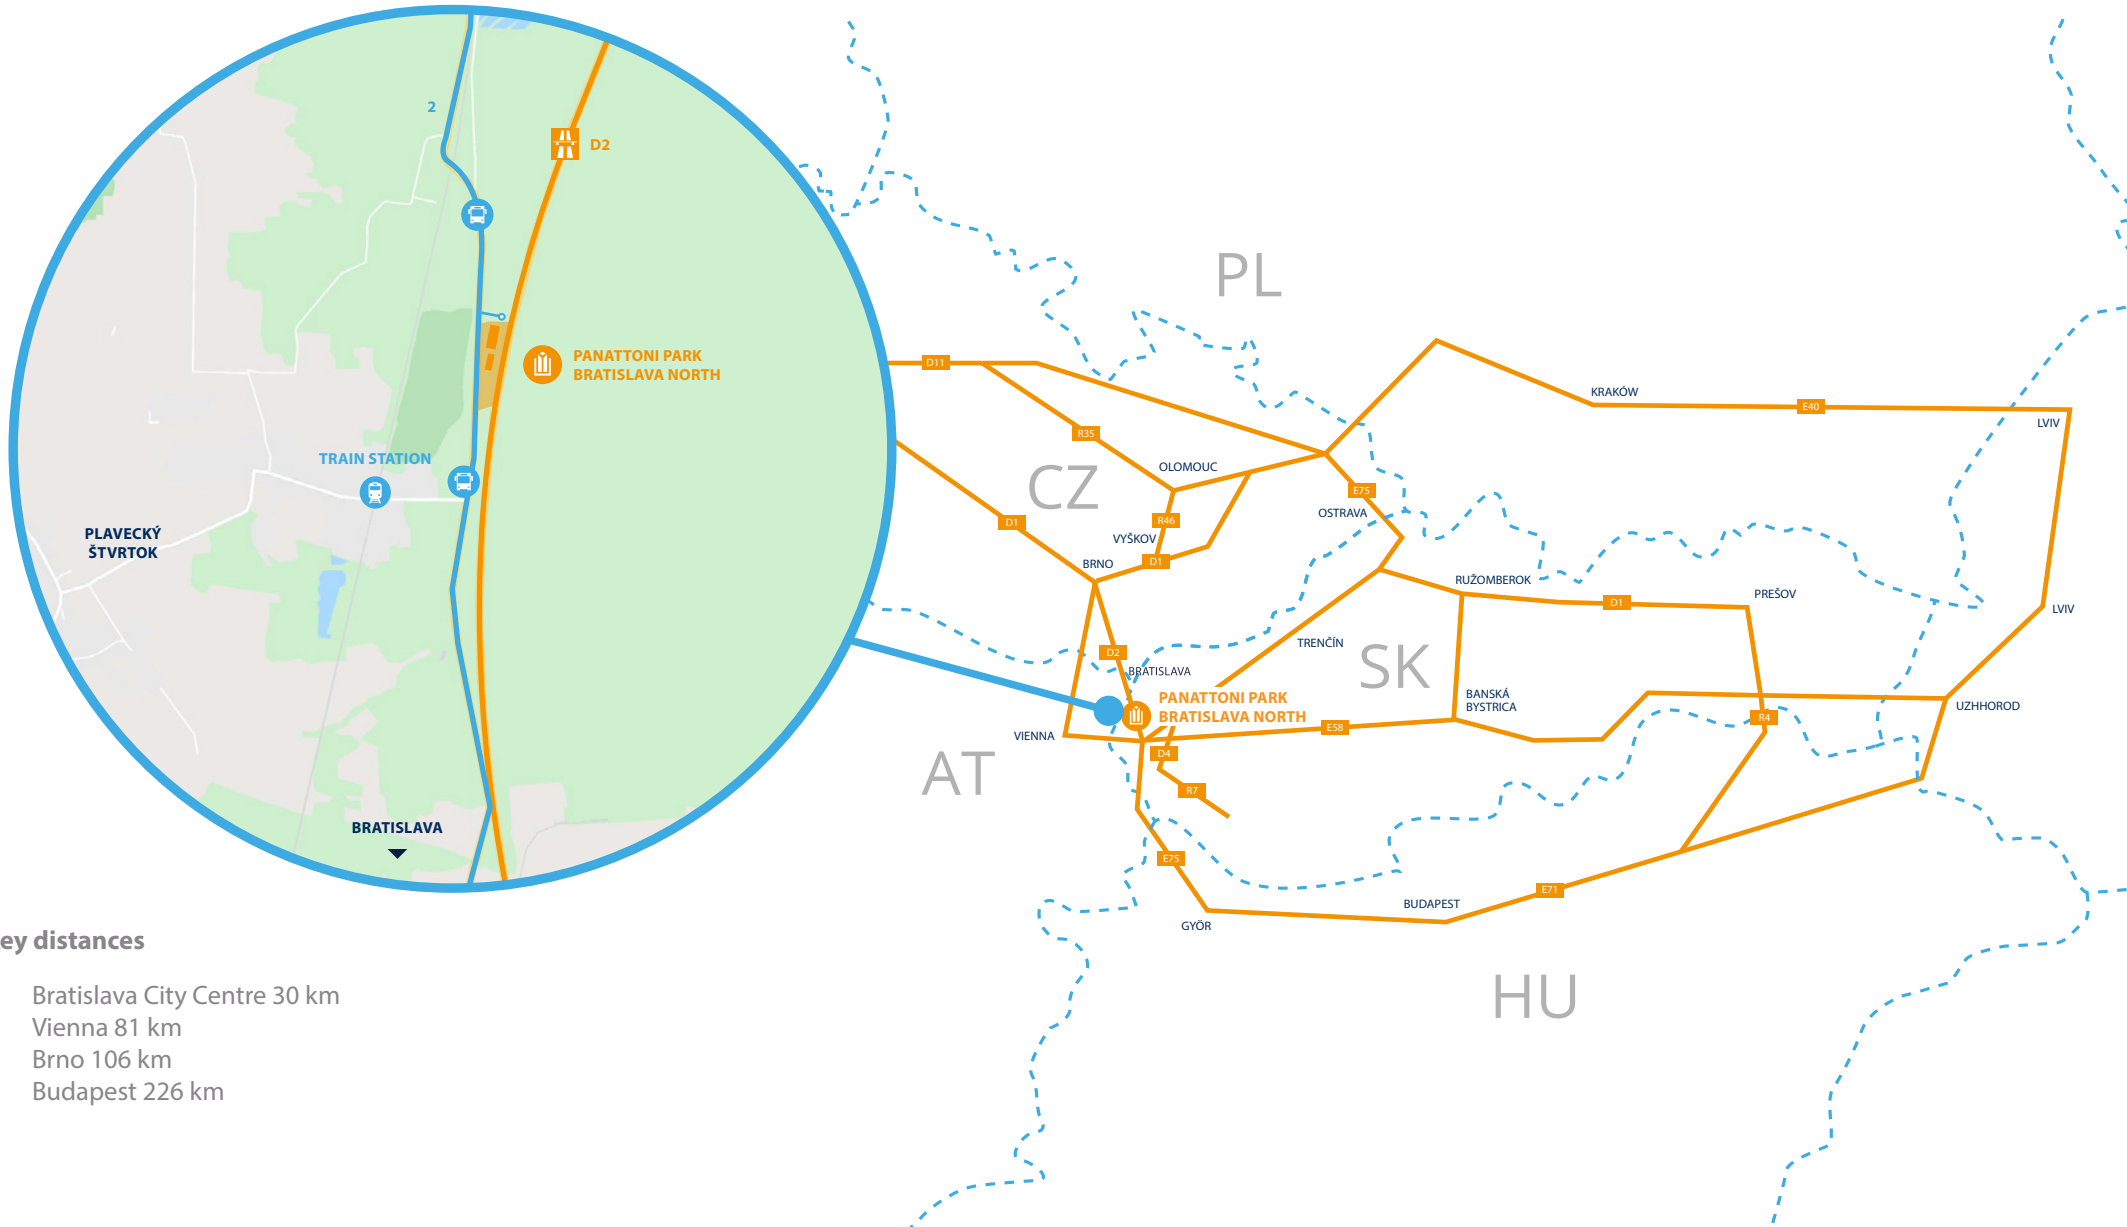 2
D2
PANATTONI PARK
BRATISLAVA NORTH
TRAIN STATION
PLAVECKÝ
ŠTVRTOK
BRATISLAVA
PL
D11
KRAKÓW
E40
LVIV
R35
CZ
OLOMOUC
E75
OSTRAVA
D1
R46
VYŠKOV
D1
BRNO
RUŽOMBEROK
D1
PREŠOV
LVIV
TRENČÍN
SK
D2
BRATISLAVA
PANATTONI PARK
BRATISLAVA NORTH
BANSKÁ
BYSTRICA
UZHHOROD
R4
E58
VIENNA
D4
AT
R7
E75
E71
BUDAPEST
GYÖR
HU
ey distances
Bratislava City Centre 30 km
Vienna 81 km
Brno 106 km
Budapest 226 km